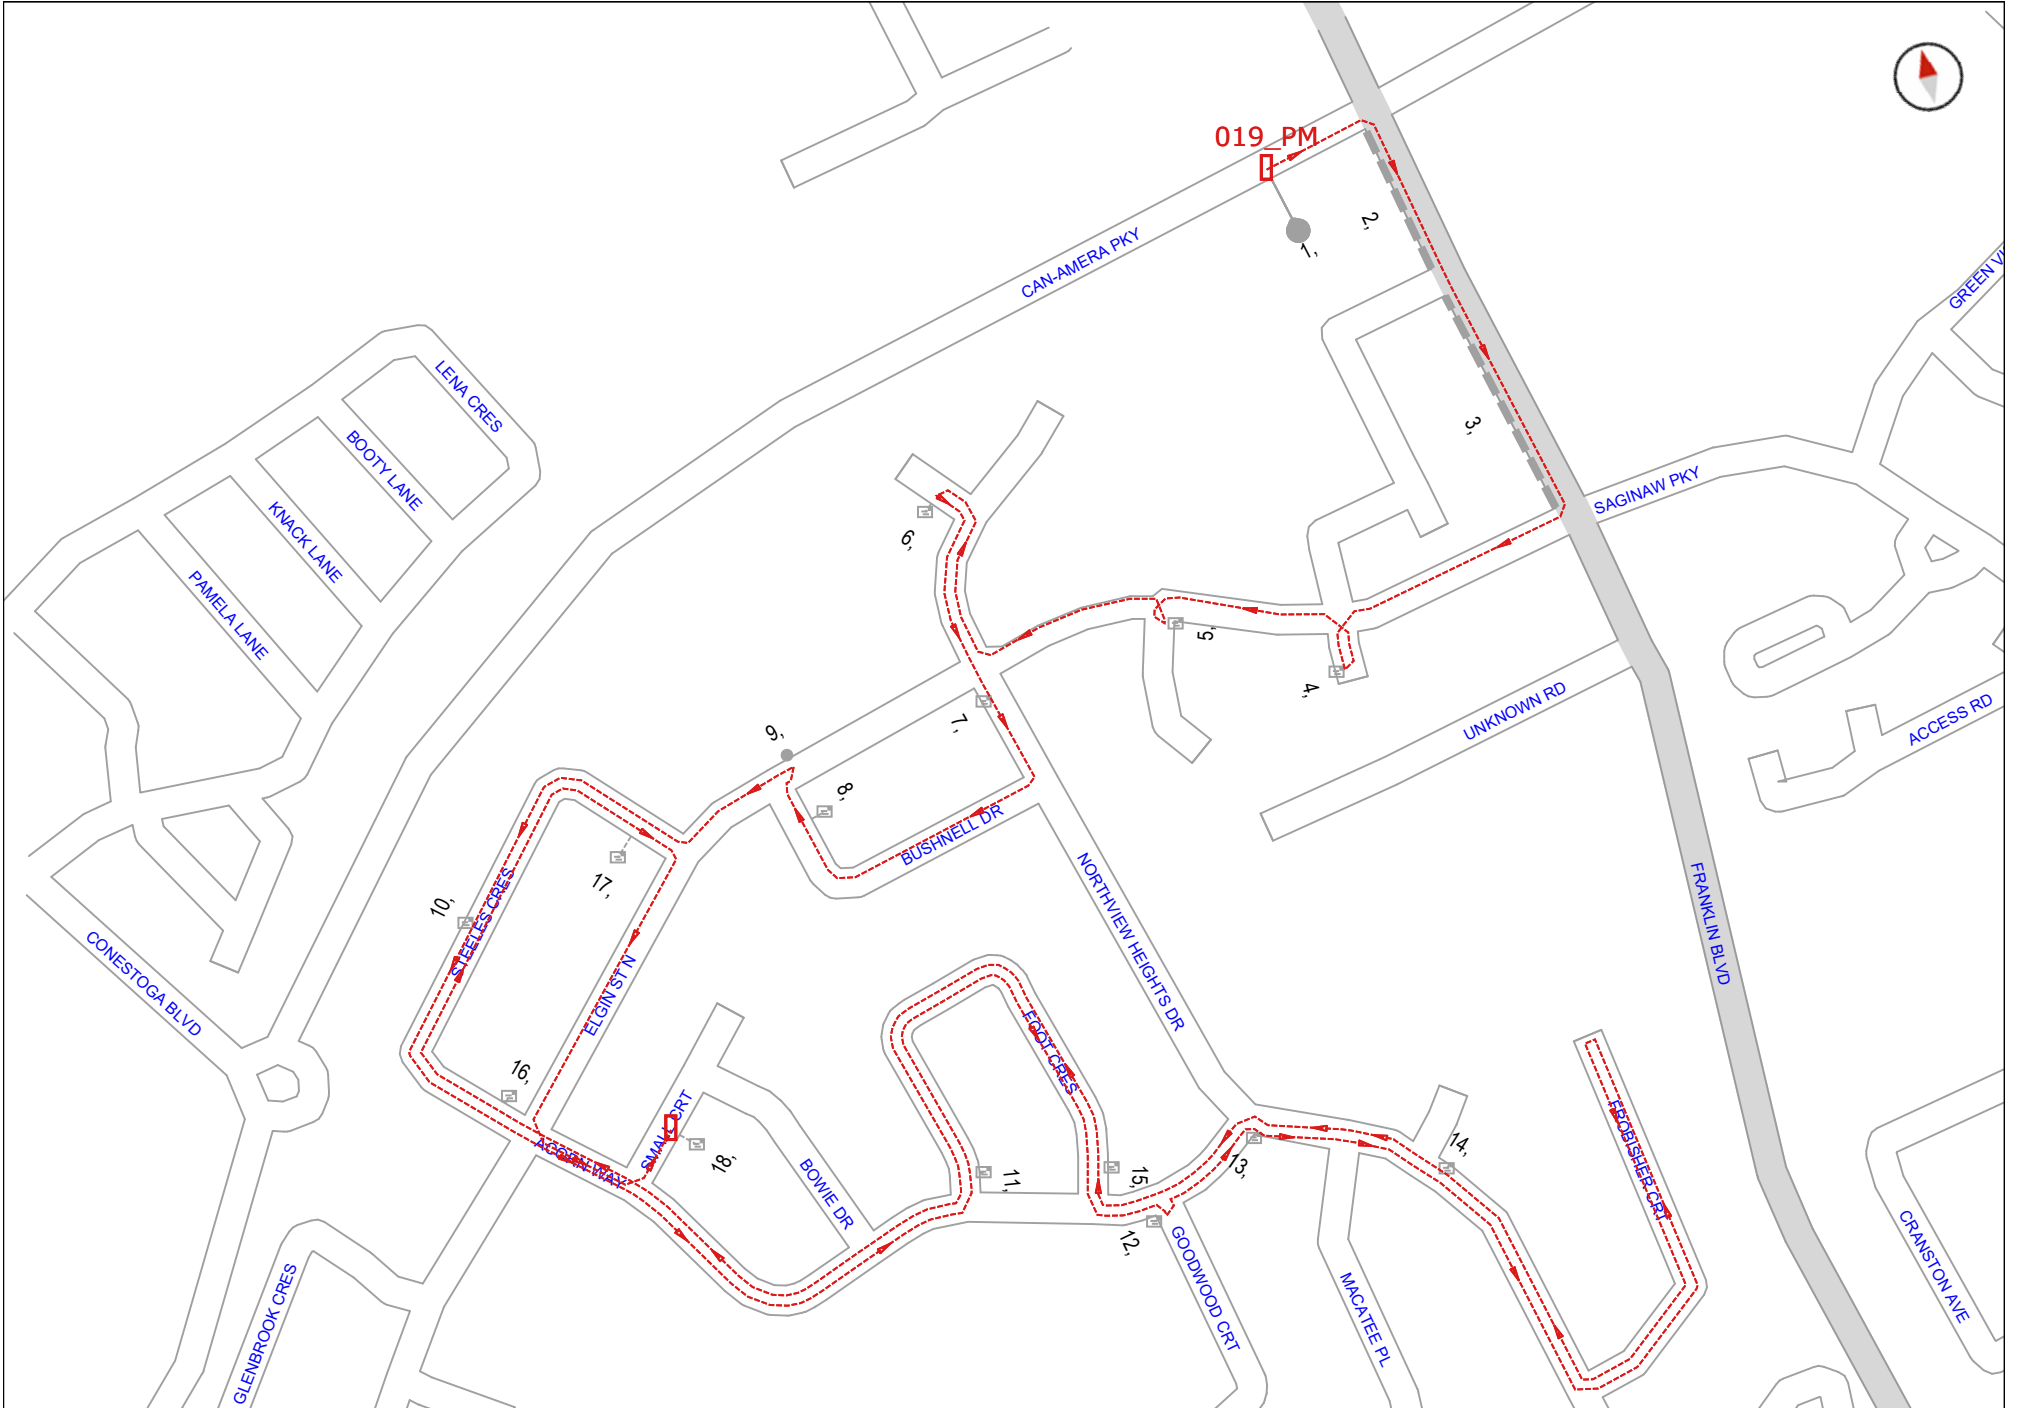 019_PM
1,
2,
CAN-AMERA PKY
GREEN VI
LENA CRES
BOOTY LANE
3,
KNACK LANE
SAGINAW PKY
6,
PAMELA LANE
5,
4,
UNKNOWN RD
ACCESS RD
7,
9,
8,
BUSHNELL DR
17,
10,
STEELES CRES
NORTHVIEW HEIGHTS DR
FRANKLIN BLVD
CONESTOGA BLVD
ELGIN ST N
FOOT CRES
16,
SMALL CRT
ACORN WAY
18,
BOWIE DR
11,
15,
12,
13,
14,
FROBISHER CRT
GOODWOOD CRT
MACATEE PL
CRANSTON AVE
GLENBROOK CRES